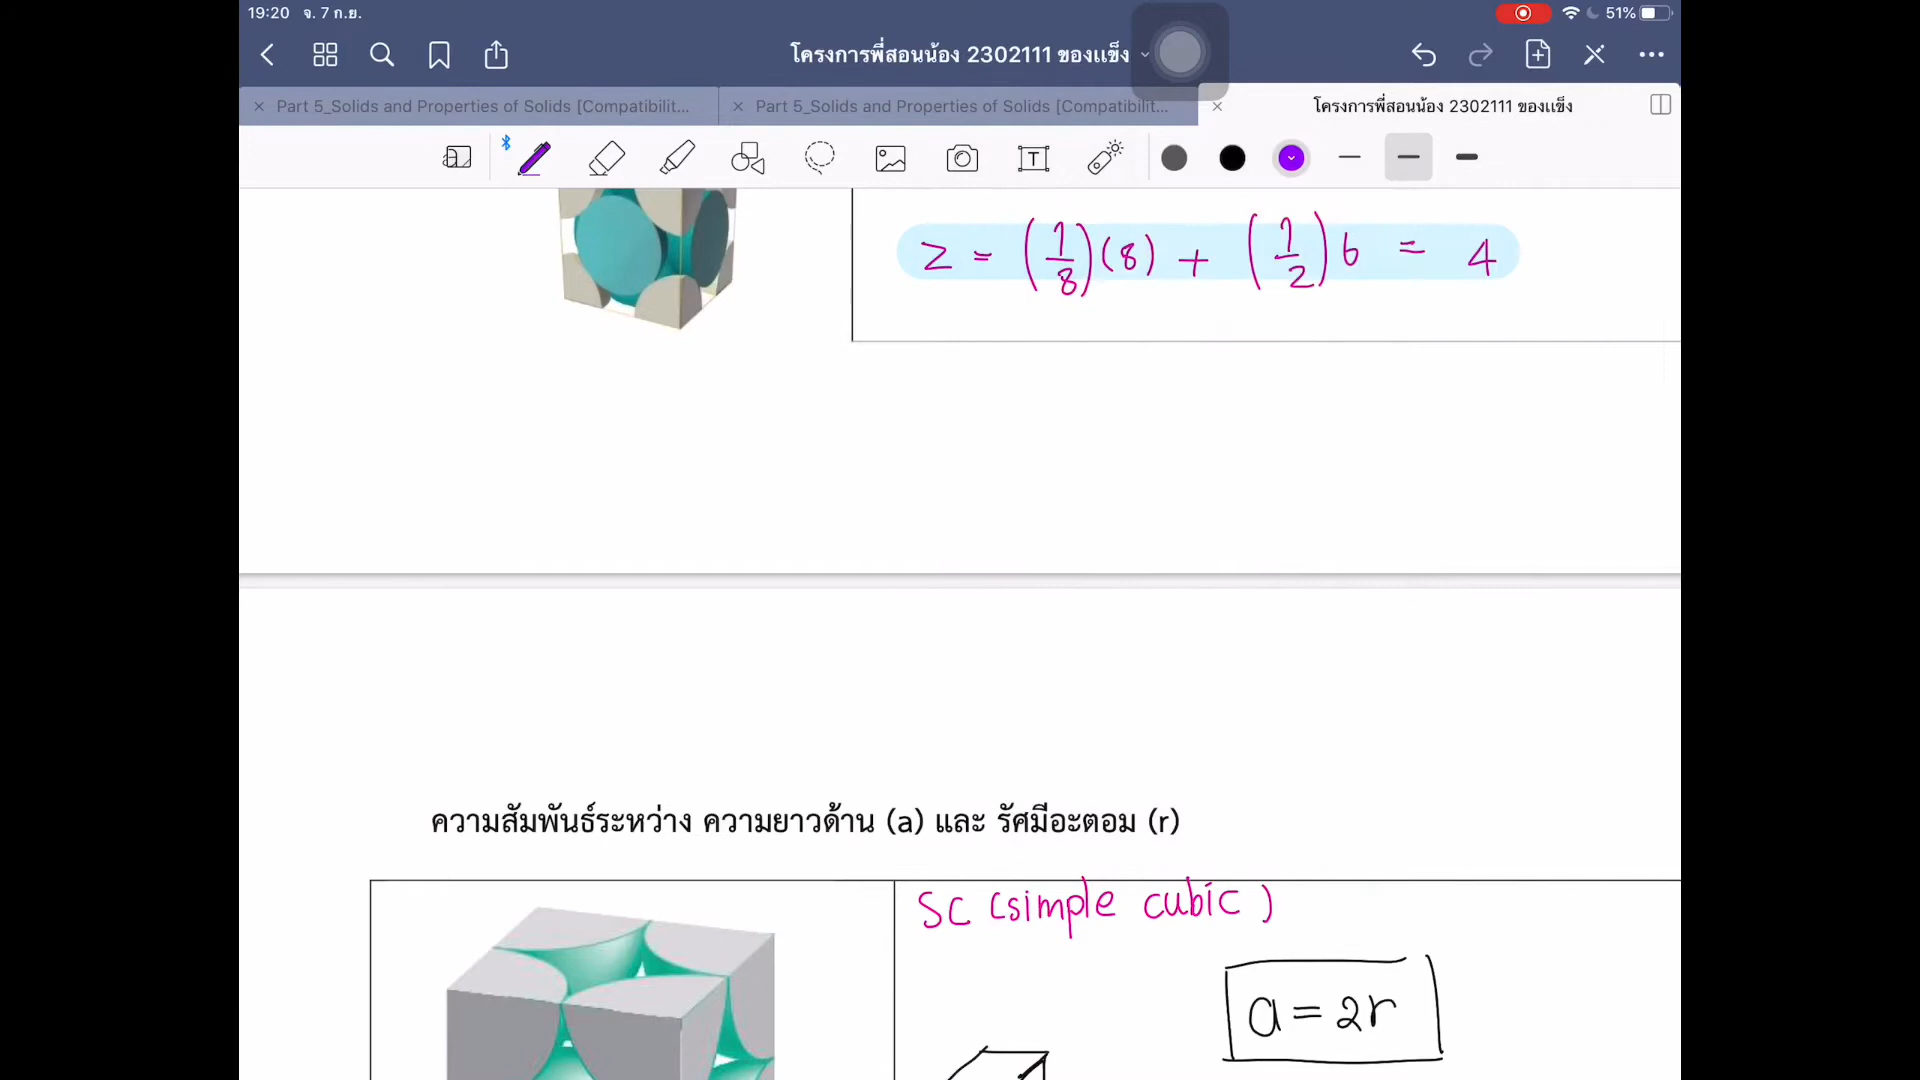 19:20 จ. 7 ก.ย.
51%
โครงการพี่สอนน้อง 2302111 ของแข็ง
Part 5_Solids and Properties of Solids [Compatibilit...
Part 5_Solids and Properties of Solids [Compatibilit...
โครงการพี่สอนน้อง 2302111 ของแข็ง
Z = (1/8)(8) + (1/2)6 = 4
ความสัมพันธ์ระหว่าง ความยาวด้าน (a) และ รัศมีอะตอม (r)
SC (simple cubic)
a = 2r